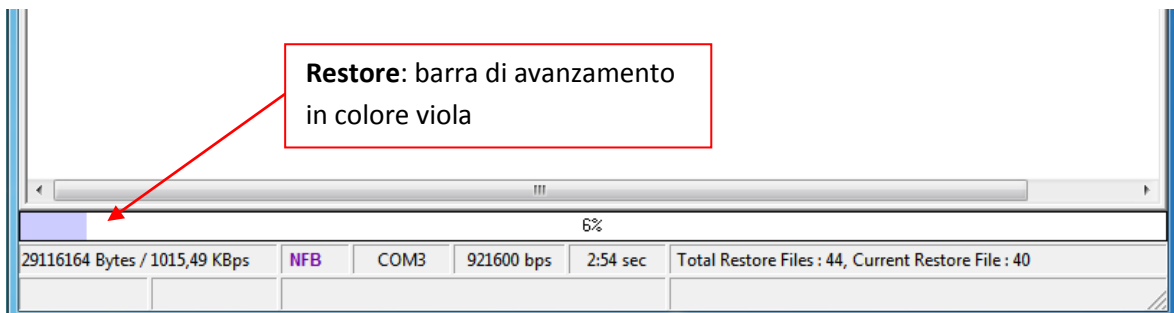 Restore: barra di avanzamento
in colore viola
6%
29116164 Bytes / 1015,49 KBps NFB COM3 921600 bps 2:54 sec Total Restore Files : 44, Current Restore File : 40